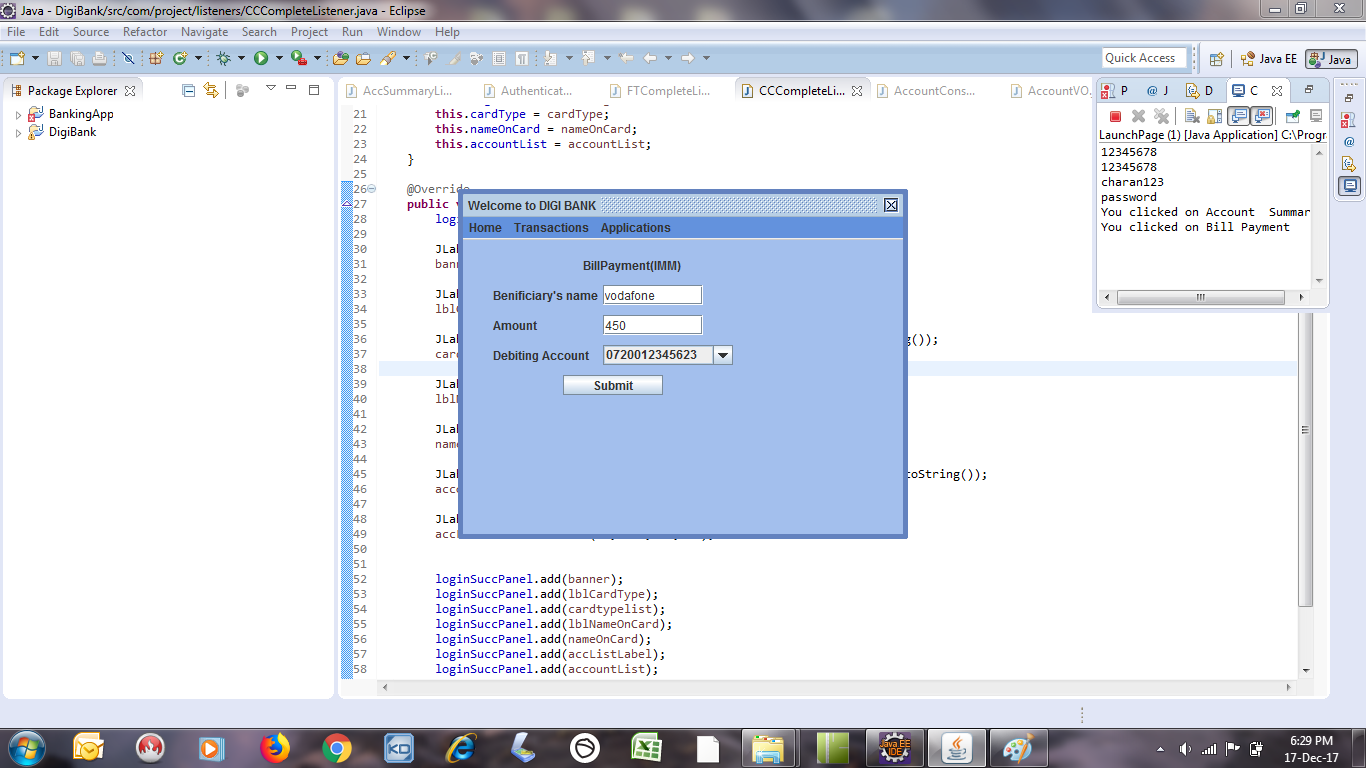 Java - DigiBank/src/com/project/listeners/CCCompleteListener.java - Eclipse
File Edit Source Refactor Navigate Search Project Run Window Help
Quick Access Java EE Java
Package Explorer
BankingApp
DigiBank
AccSummaryLi... Authenticat... FTCompleteLi... CCCompleteLi... AccountCons... AccountVO.
21 this.cardType = cardType;
22 this.nameOnCard = nameOnCard;
23 this.accountList = accountList;
24 }
25
26 @Override
27 public v
28 logi
29
30 JLab
31 bann
32
33 JLab
34 lbl
35
36 JLab g());
37 card
38
39 JLab
40 lbl
41
42 JLab
43 name
44
45 JLab toString());
46 acco
47
48 JLab
49 acc
50
51
52 loginSuccPanel.add(banner);
53 loginSuccPanel.add(lblCardType);
54 loginSuccPanel.add(cardtypelist);
55 loginSuccPanel.add(lblNameOnCard);
56 loginSuccPanel.add(nameOnCard);
57 loginSuccPanel.add(accListLabel);
58 loginSuccPanel.add(accountList);
Welcome to DIGI BANK
Home Transactions Applications
BillPayment(IMM)
Benificiary's name vodafone
Amount 450
Debiting Account 0720012345623
Submit
P @ J D C
LaunchPage (1) [Java Application] C:\Progr
12345678
12345678
charan123
password
You clicked on Account Summar
You clicked on Bill Payment
KD
Java EE
IDE
6:29 PM
17-Dec-17